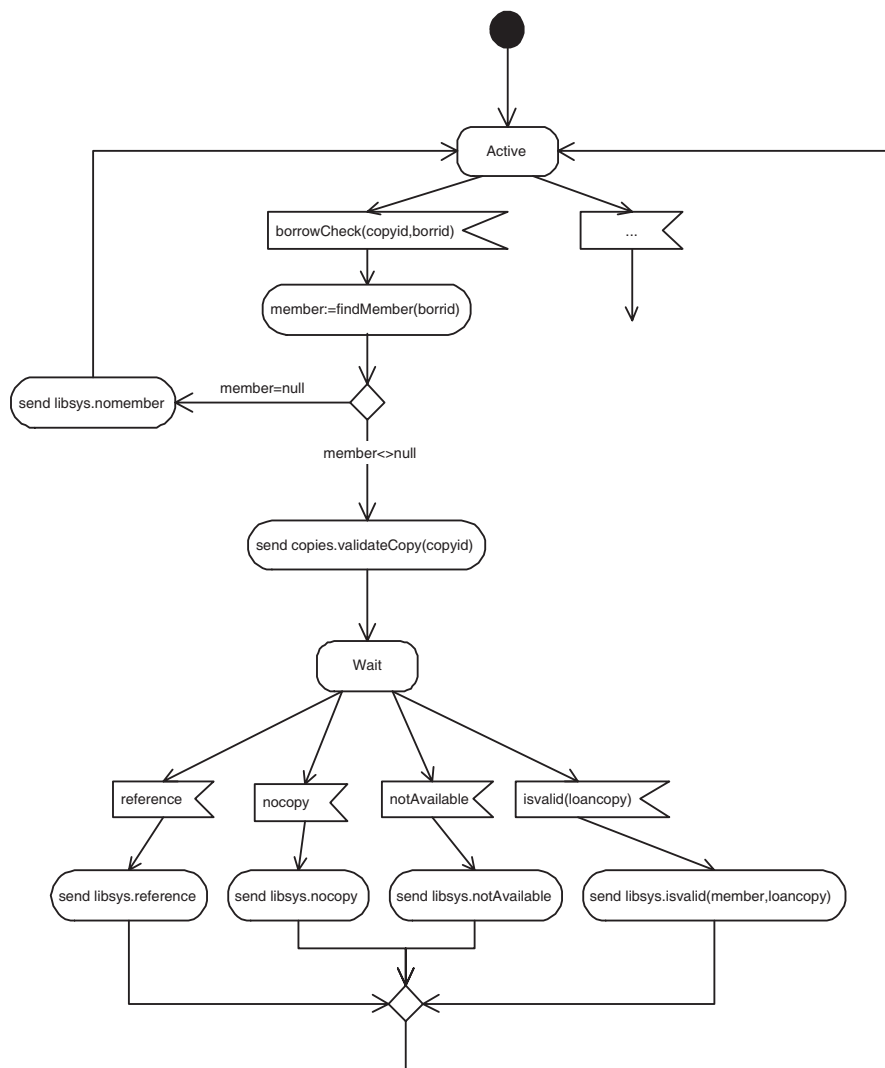 Active
borrowCheck(copyid,borrid)
...
member:=findMember(borrid)
member=null
send libsys.nomember
member<>null
send copies.validateCopy(copyid)
Wait
reference
nocopy
notAvailable
isvalid(loancopy)
send libsys.reference
send libsys.nocopy
send libsys.notAvailable
send libsys.isvalid(member,loancopy)